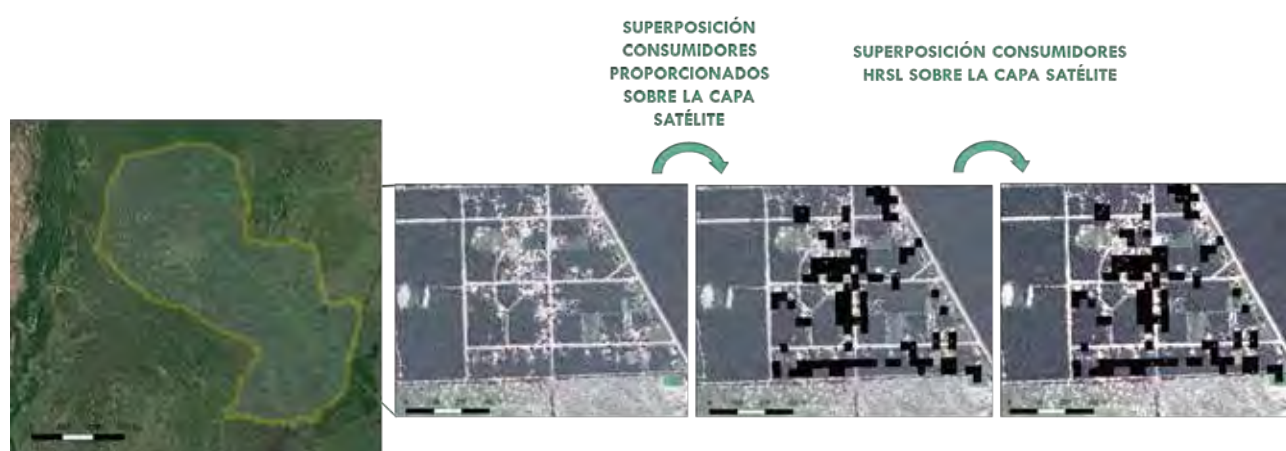 SUPERPOSICIÓN
CONSUMIDORES
PROPORCIONADOS
SOBRE LA CAPA
SATÉLITE
SUPERPOSICIÓN CONSUMIDORES
HRSL SOBRE LA CAPA SATÉLITE